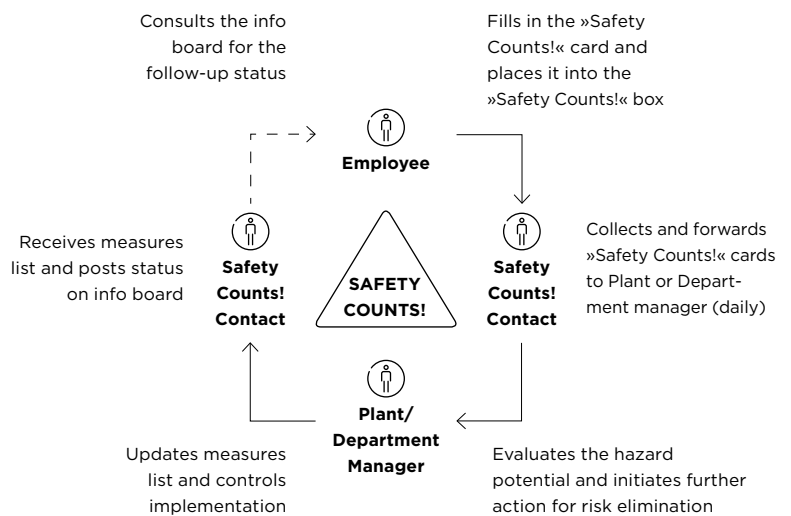 Consults the info
board for the
follow-up status
Fills in the »Safety
Counts!« card and
places it into the
»Safety Counts!« box
Employee
Receives measures
list and posts status
on info board
Safety
Counts!
Contact
SAFETY
COUNTS!
Safety
Counts!
Contact
Collects and forwards
»Safety Counts!« cards
to Plant or Depart-
ment manager (daily)
Plant/
Department
Manager
Updates measures
list and controls
implementation
Evaluates the hazard
potential and initiates further
action for risk elimination